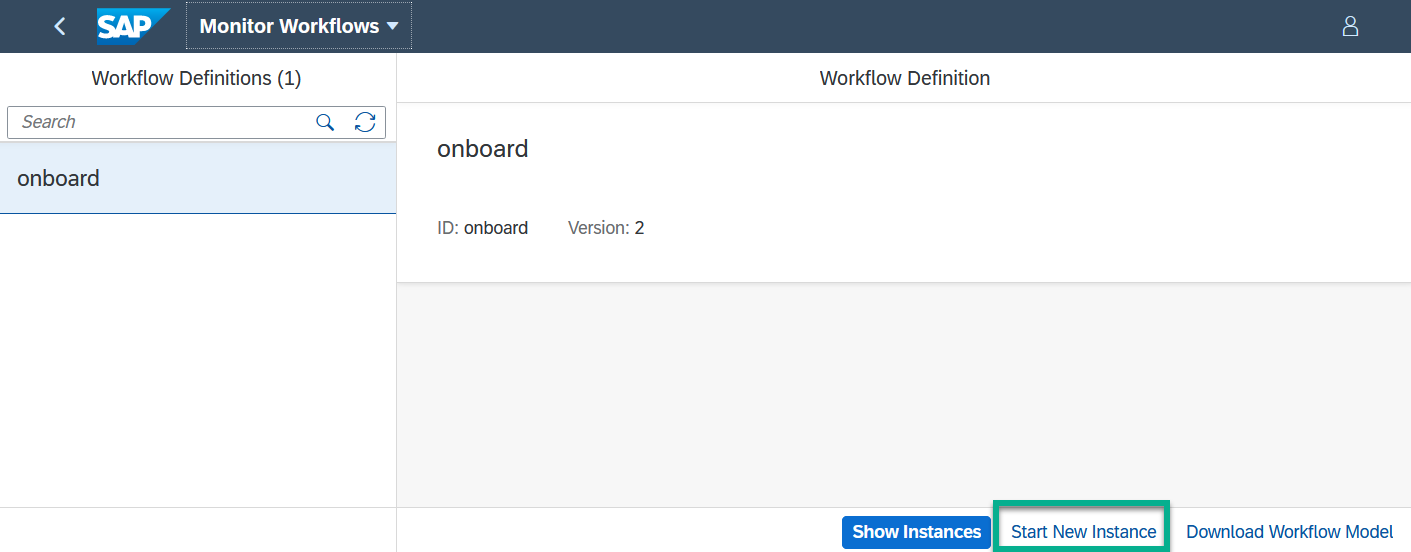 SAP Monitor Workflows
Workflow Definitions (1)
Search
onboard
Workflow Definition
onboard
ID: onboard Version: 2
Show Instances Start New Instance Download Workflow Model